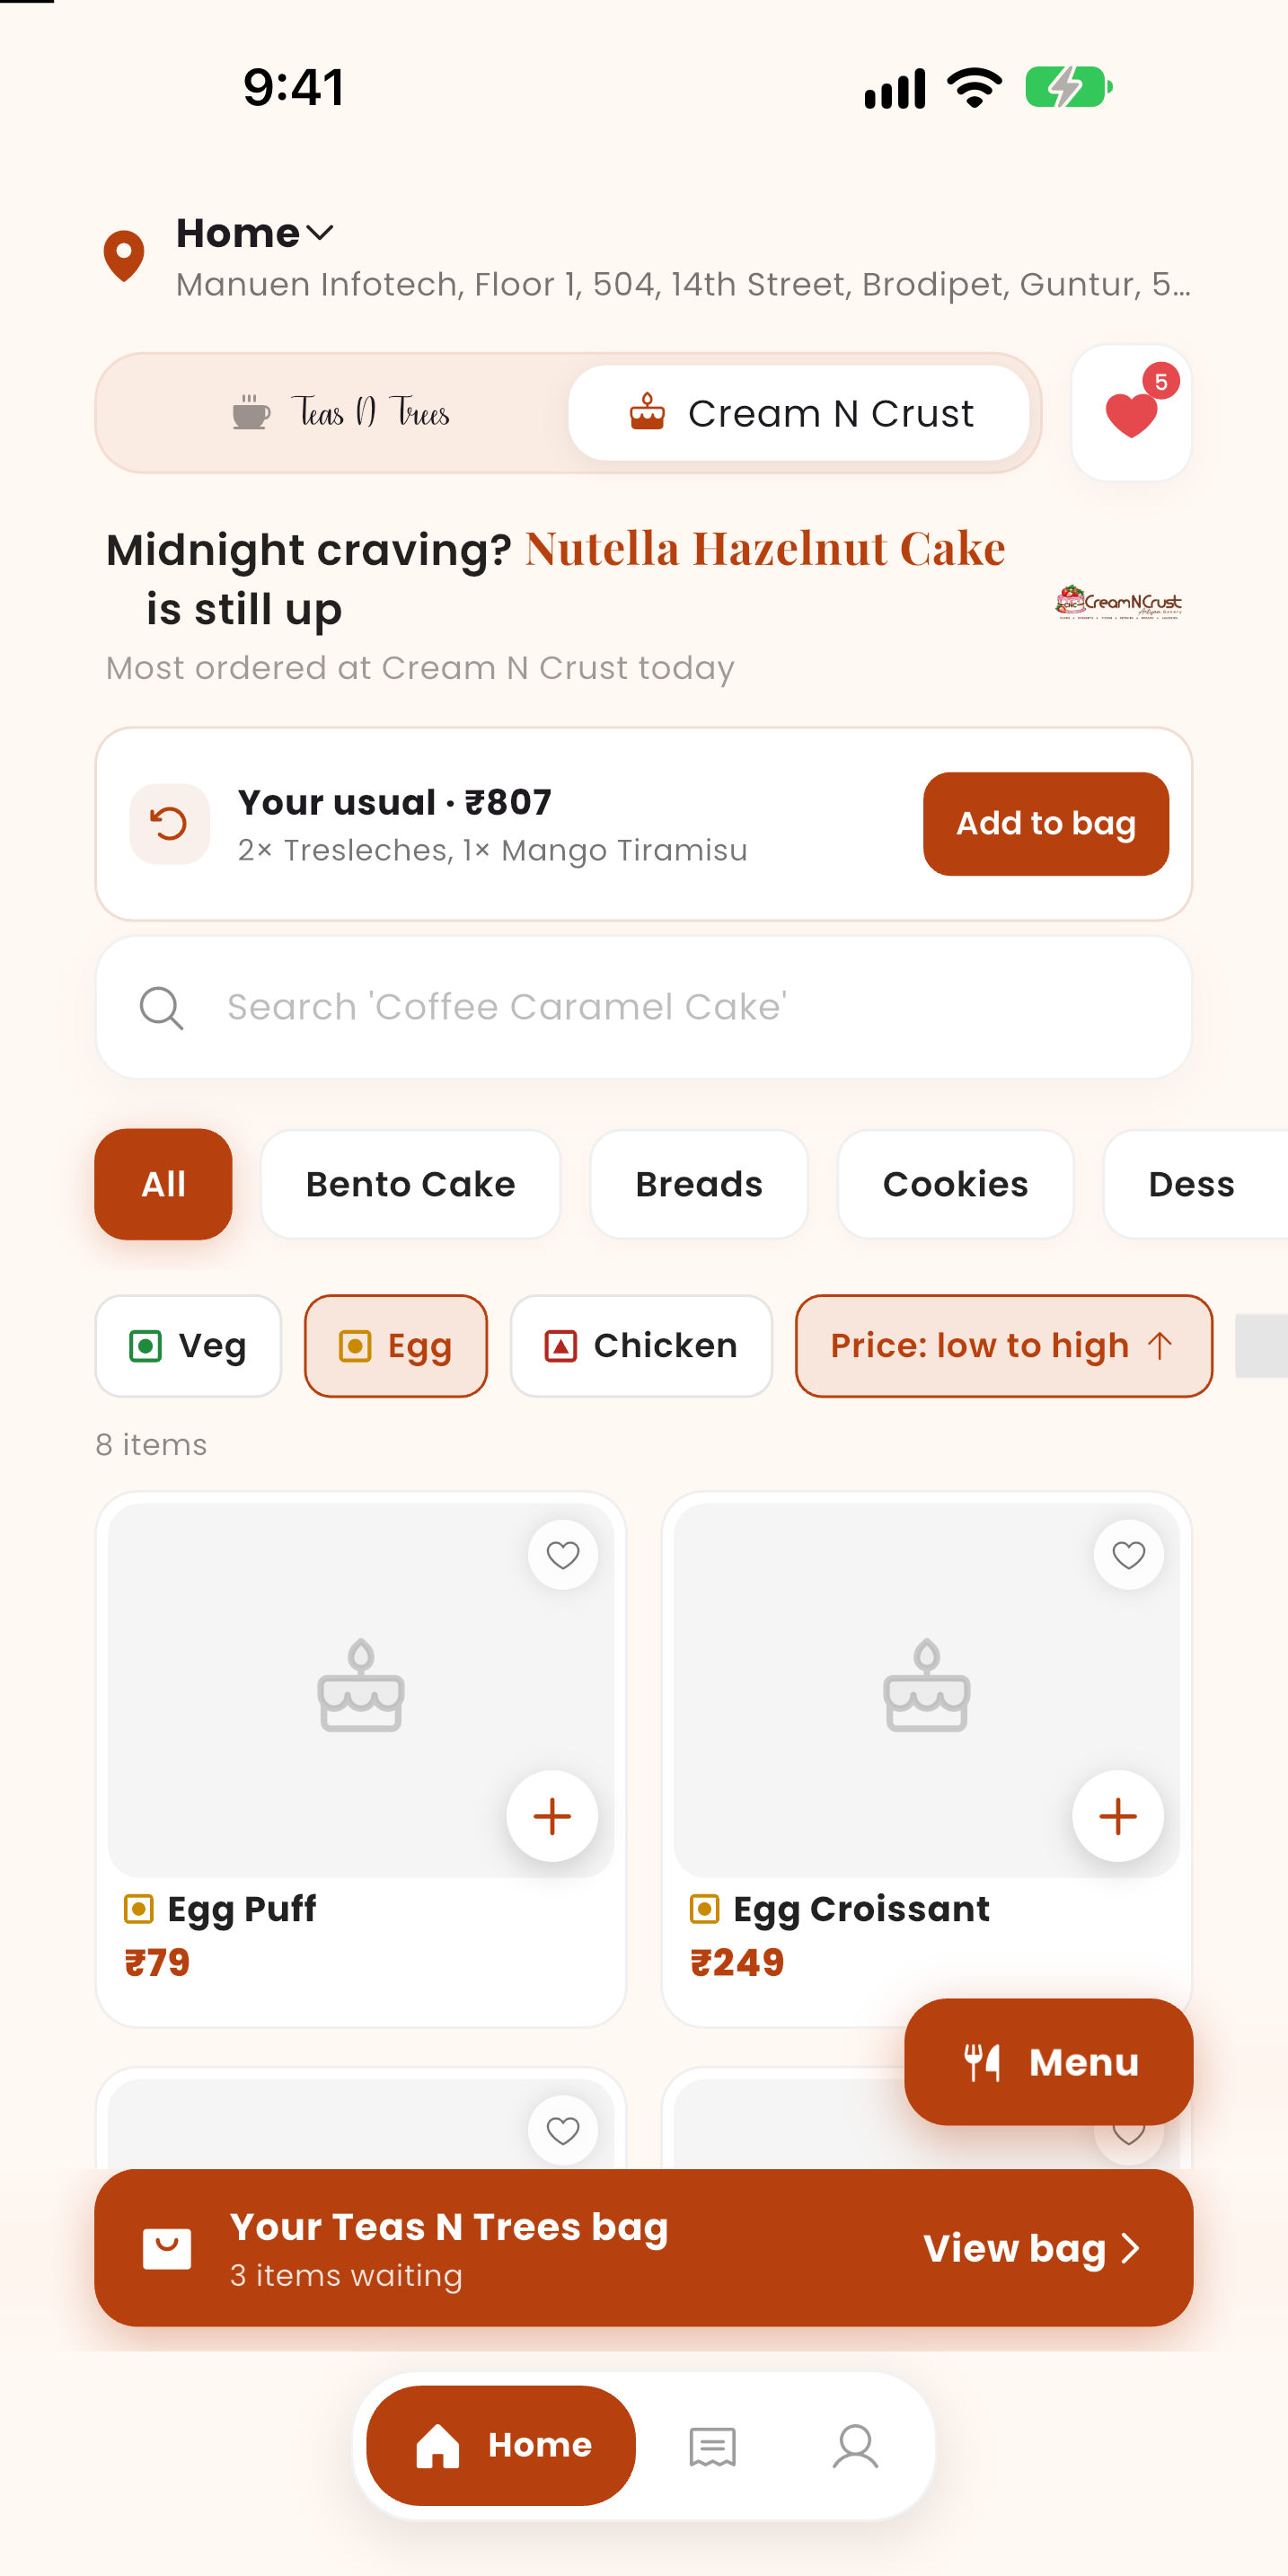 9:41
Home
Manuen Infotech, Floor 1, 504, 14th Street, Brodipet, Guntur, 5...
Teas N Trees
Cream N Crust
5
Midnight craving? Nutella Hazelnut Cake
is still up
CreamNCrust
Most ordered at Cream N Crust today
Your usual · ₹807
2× Tresleches, 1× Mango Tiramisu
Add to bag
Search 'Coffee Caramel Cake'
All
Bento Cake
Breads
Cookies
Dess
Veg
Egg
Chicken
Price: low to high ↑
8 items
Egg Puff
₹79
Egg Croissant
₹249
Menu
Your Teas N Trees bag
3 items waiting
View bag
Home